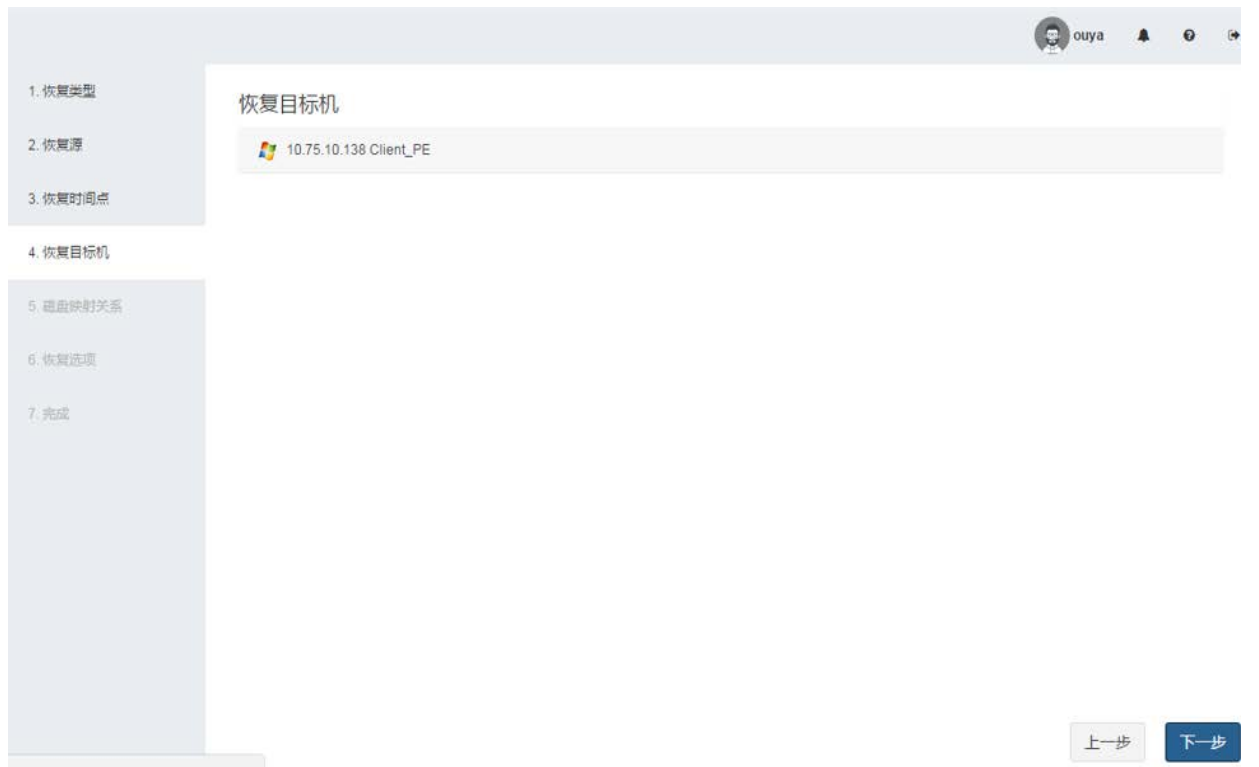 ouya
1. 恢复类型
2. 恢复源
3. 恢复时间点
4. 恢复目标机
5. 磁盘映射关系
6. 恢复选项
7. 完成
恢复目标机
10.75.10.138 Client_PE
上一步
下一步